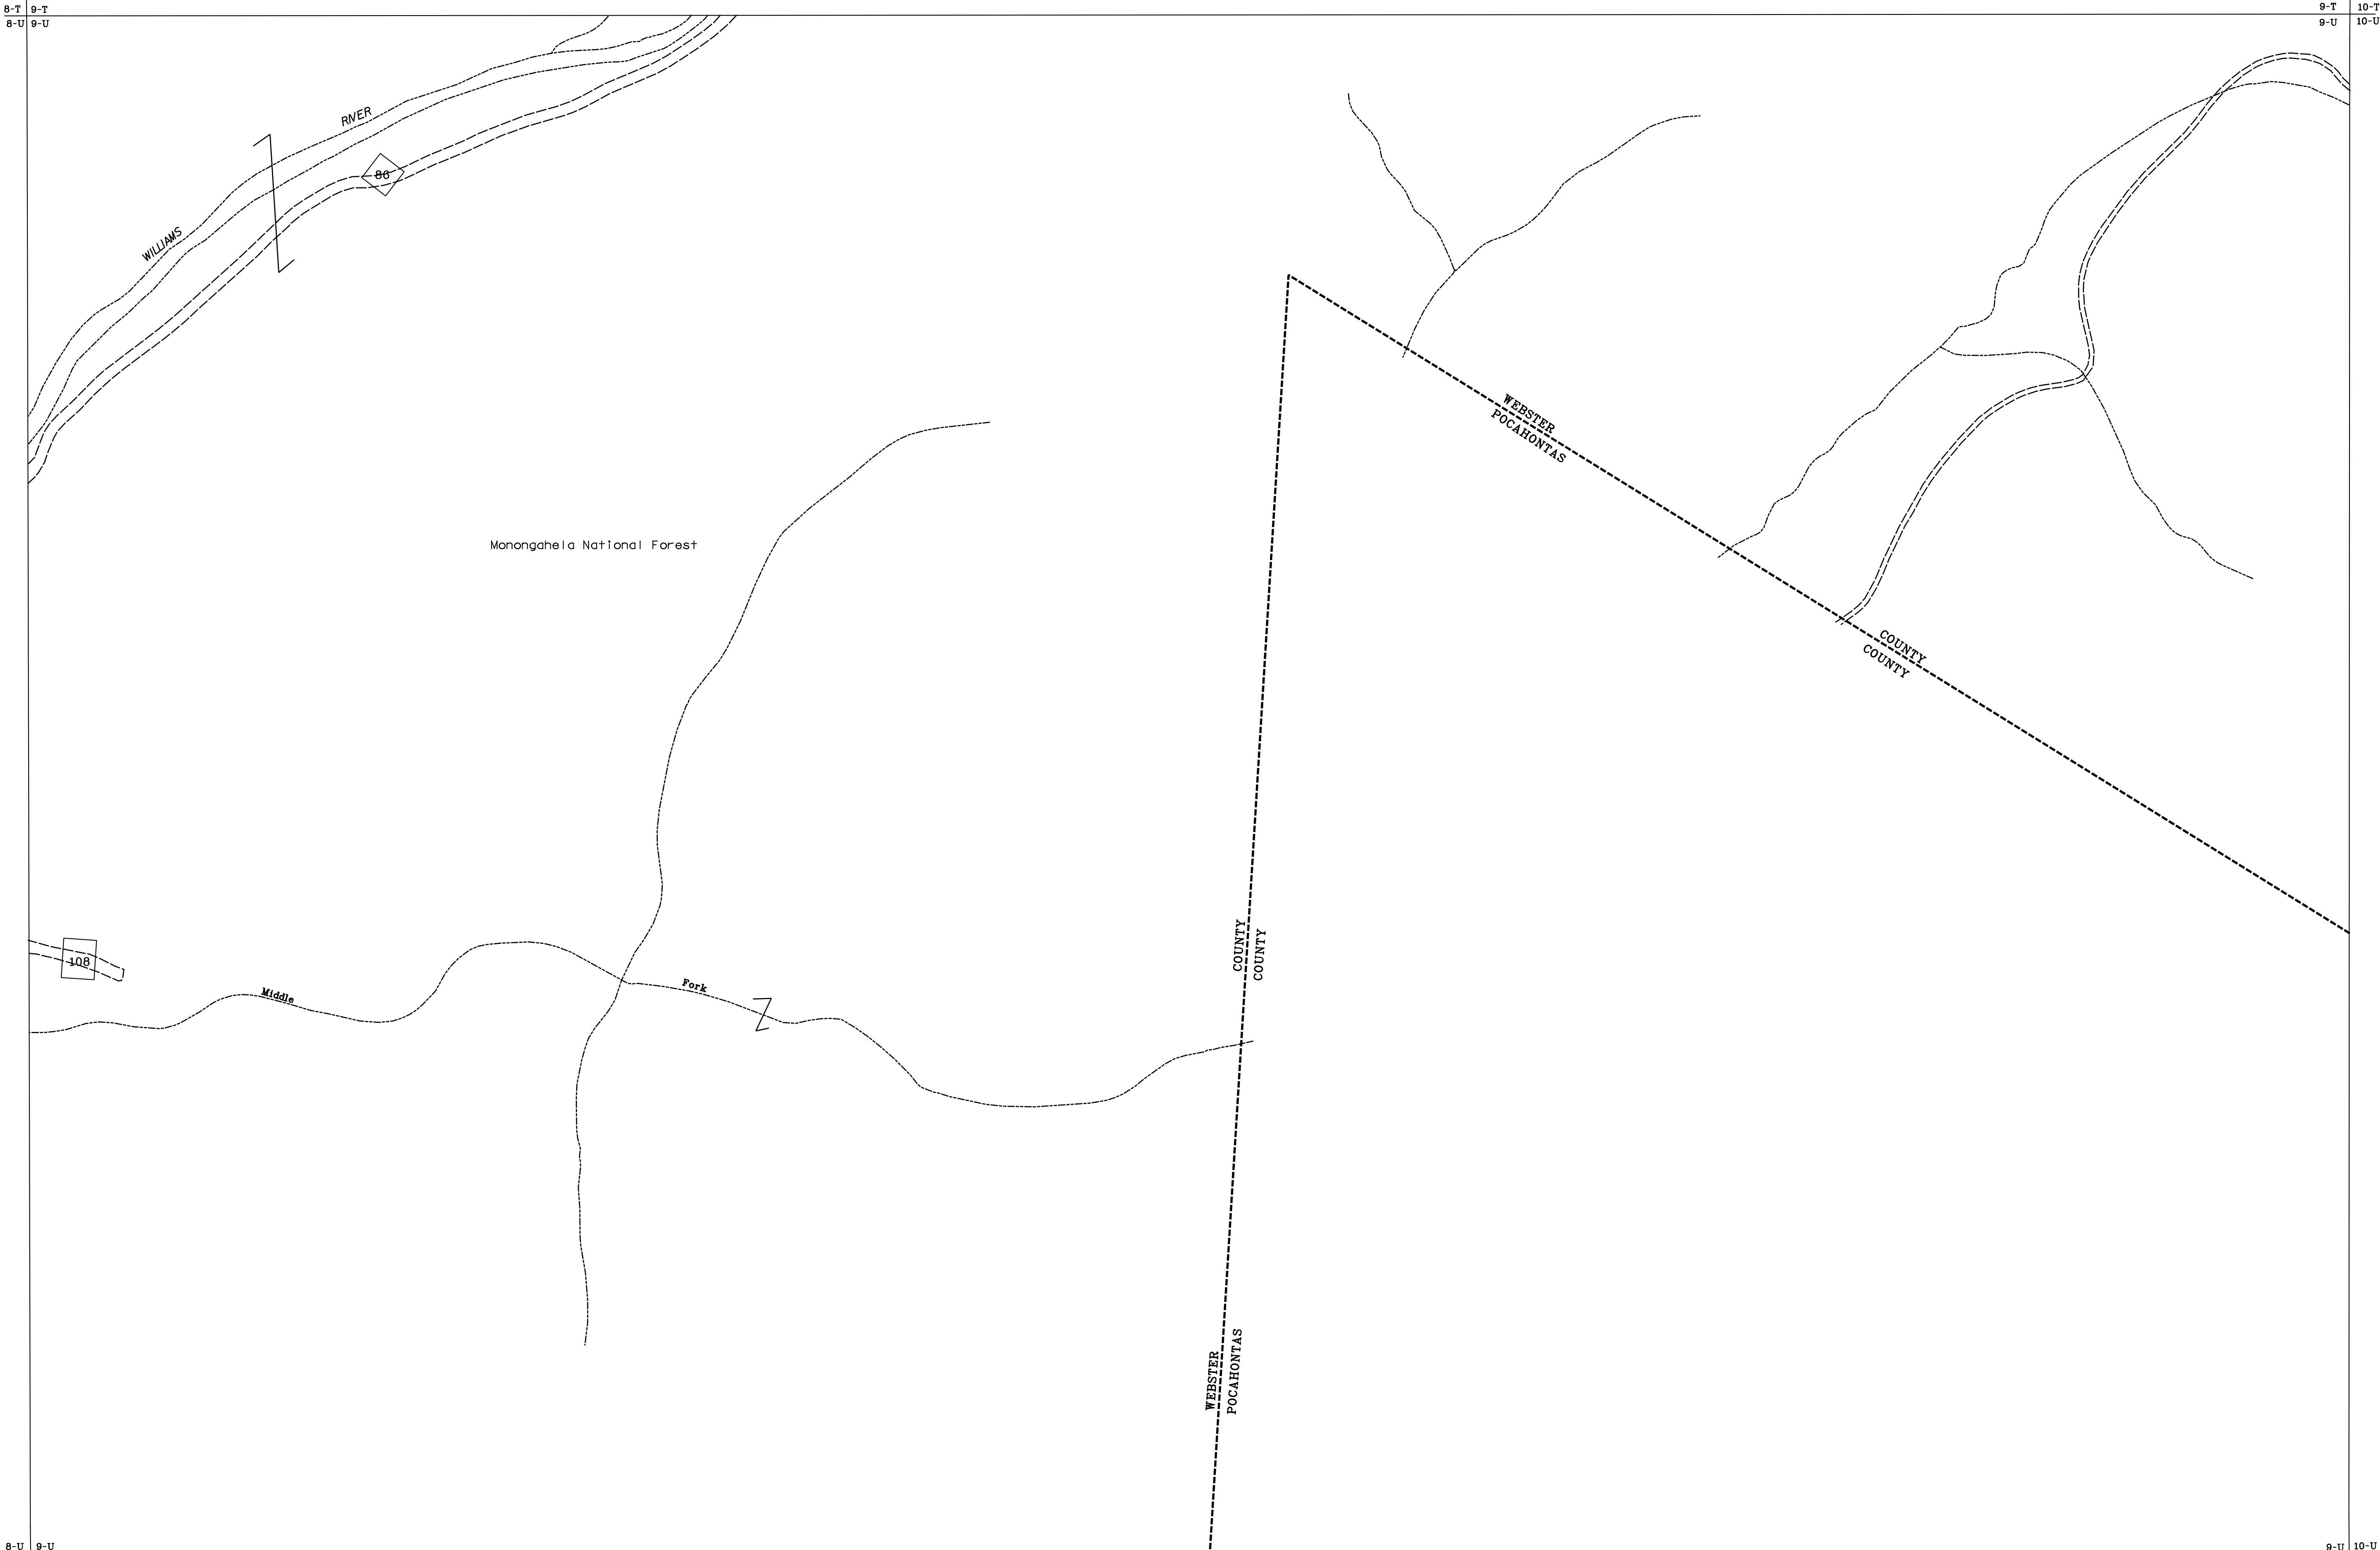 8-T 9-T
8-U 9-U
9-T 10-T
9-U 10-U
RIVER
WILLIAMS
86
WEBSTER
POCAHONTAS
Monongahela National Forest
COUNTY
COUNTY
COUNTY
COUNTY
108
Middle
Fork
WEBSTER
POCAHONTAS
8-U 9-U
9-U 10-U